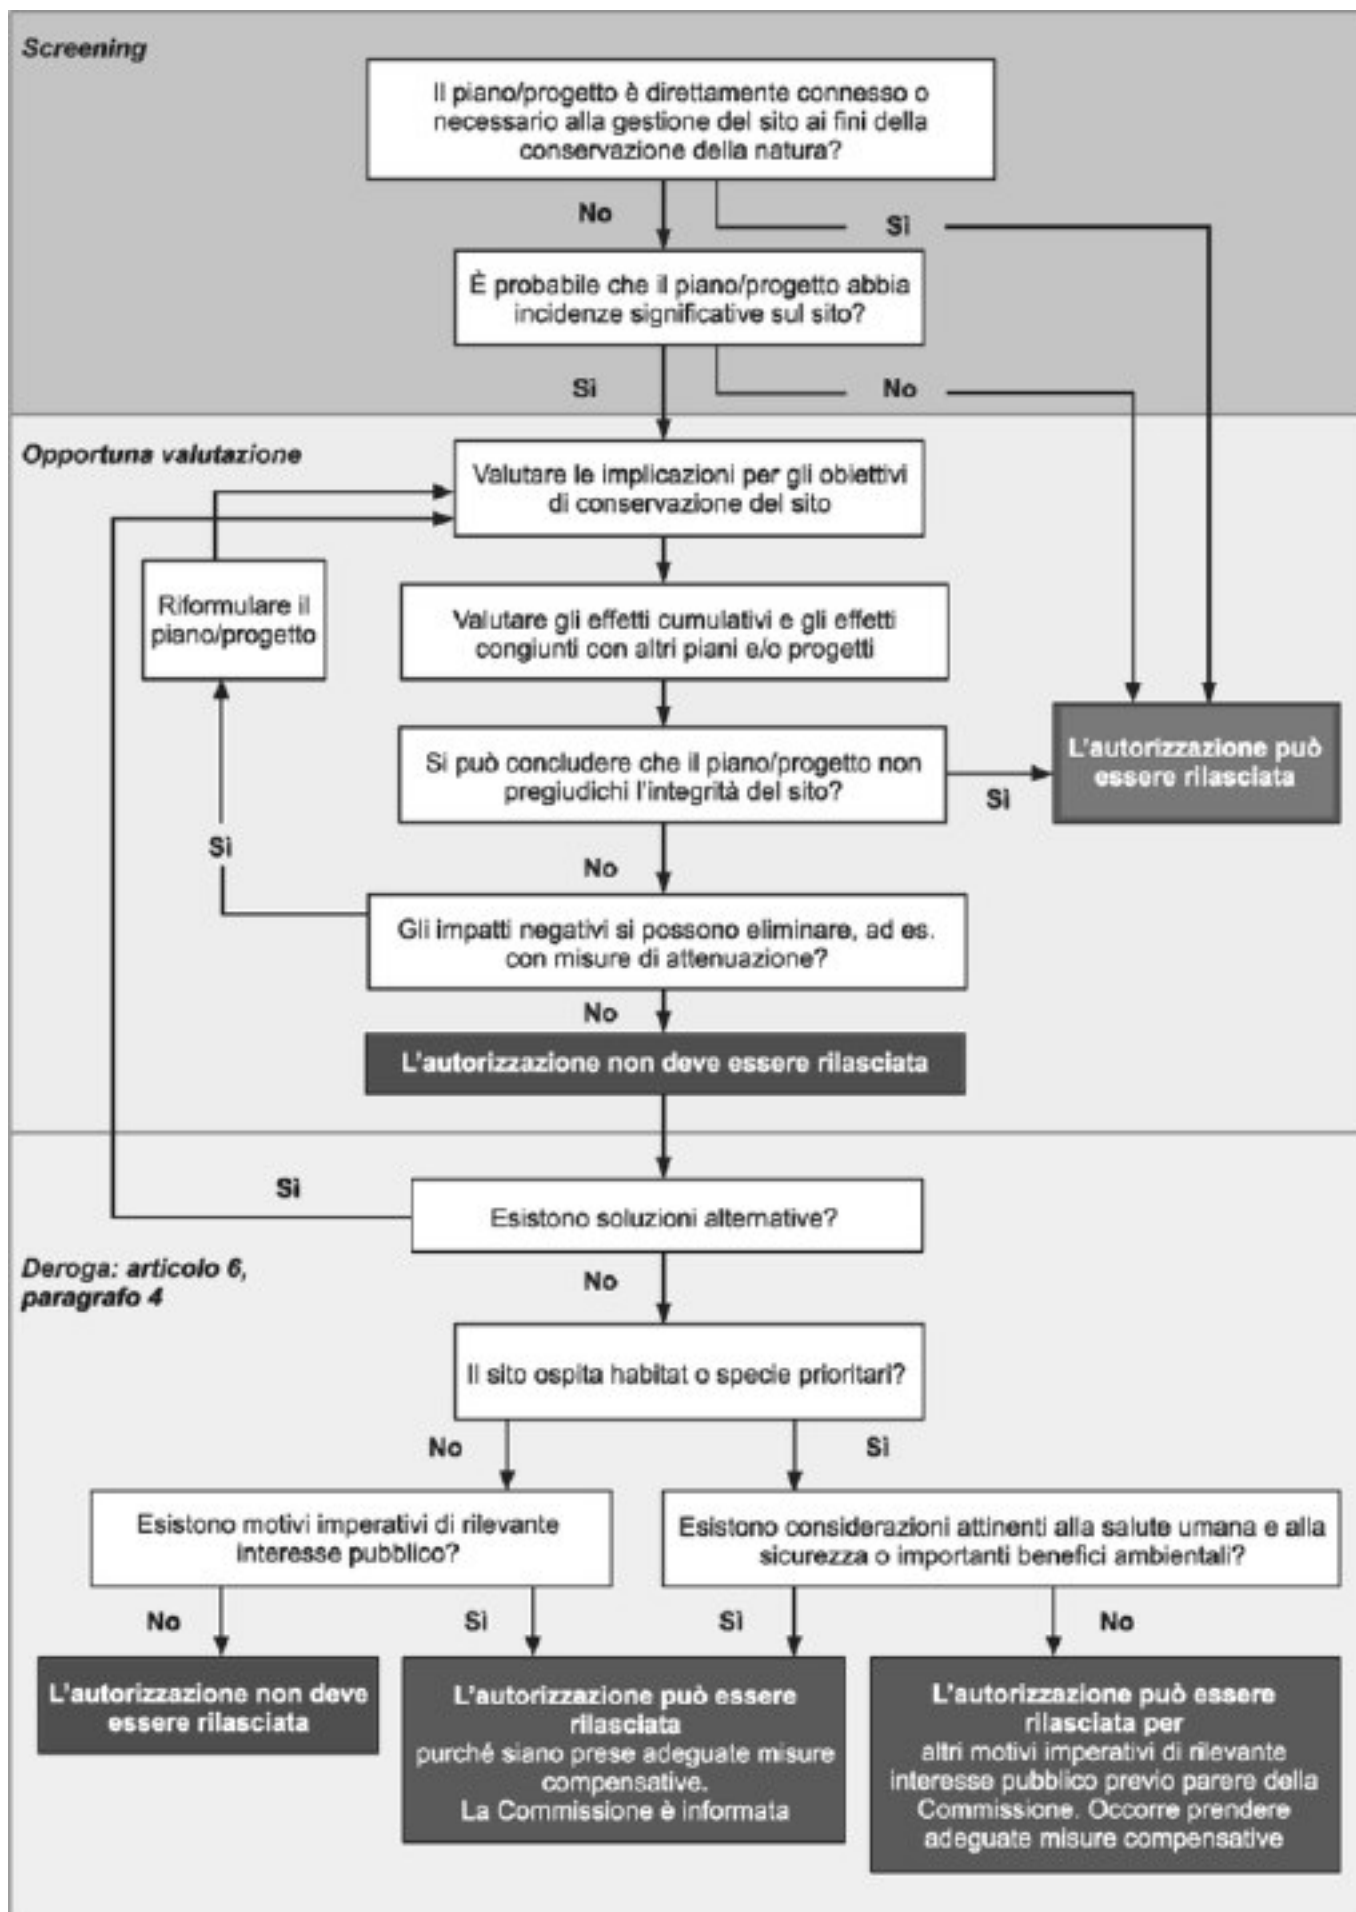 Screening
Il piano/progetto è direttamente connesso o
necessario alla gestione del sito ai fini della
conservazione della natura?
No
Sì
È probabile che il piano/progetto abbia
incidenze significative sul sito?
Sì
No
Opportuna valutazione
Valutare le implicazioni per gli obiettivi
di conservazione del sito
Riformulare il
piano/progetto
Valutare gli effetti cumulativi e gli effetti
congiunti con altri piani e/o progetti
Si può concludere che il piano/progetto non
pregiudichi l'integrità del sito?
Sì
L'autorizzazione può
essere rilasciata
Sì
No
Gli impatti negativi si possono eliminare, ad es.
con misure di attenuazione?
No
L'autorizzazione non deve essere rilasciata
Sì
Esistono soluzioni alternative?
Deroga: articolo 6,
paragrafo 4
No
Il sito ospita habitat o specie prioritari?
No
Sì
Esistono motivi imperativi di rilevante
interesse pubblico?
Esistono considerazioni attinenti alla salute umana e alla
sicurezza o importanti benefici ambientali?
No
Sì
Sì
No
L'autorizzazione non deve
essere rilasciata
L'autorizzazione può essere
rilasciata
purché siano prese adeguate misure
compensative.
La Commissione è informata
L'autorizzazione può essere
rilasciata per
altri motivi imperativi di rilevante
interesse pubblico previo parere della
Commissione. Occorre prendere
adeguate misure compensative